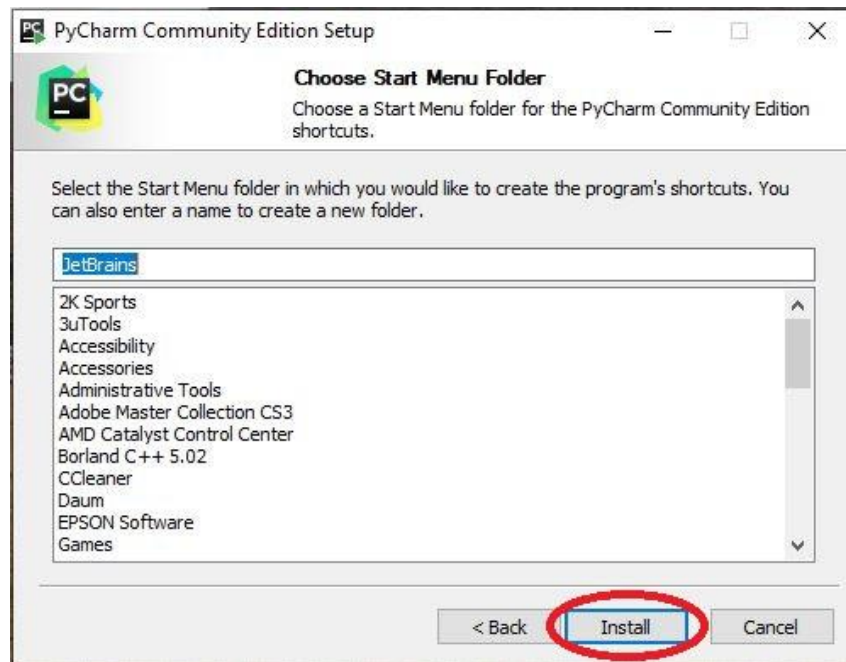 PyCharm Community Edition Setup
PC
Choose Start Menu Folder
Choose a Start Menu folder for the PyCharm Community Edition
shortcuts.
Select the Start Menu folder in which you would like to create the program's shortcuts. You
can also enter a name to create a new folder.
JetBrains
2K Sports
3uTools
Accessibility
Accessories
Administrative Tools
Adobe Master Collection CS3
AMD Catalyst Control Center
Borland C++ 5.02
CCleaner
Daum
EPSON Software
Games
< Back Install Cancel